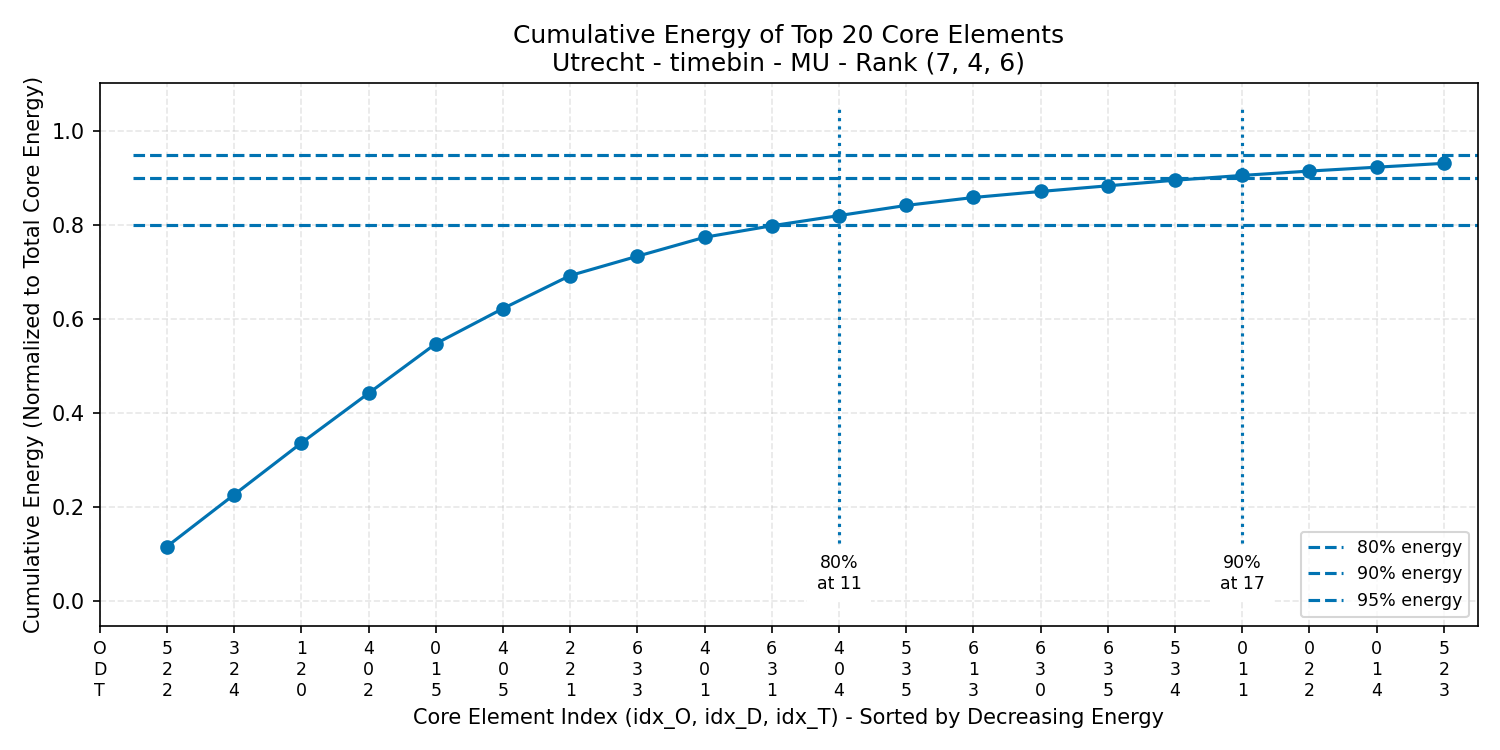 Cumulative Energy of Top 20 Core Elements
Utrecht - timebin - MU - Rank (7, 4, 6)
Cumulative Energy (Normalized to Total Core Energy)
1.0
0.8
0.6
0.4
0.2
0.0
80%
at 11
90%
at 17
80% energy
90% energy
95% energy
O 5 3 1 4 0 4 2 6 4 6 4 5 6 6 6 5 0 0 0 5
D 2 2 2 0 1 0 2 3 0 3 0 3 1 3 3 3 1 2 1 2
T 2 4 0 2 5 5 1 3 1 1 4 5 3 0 5 4 1 2 4 3
Core Element Index (idx_O, idx_D, idx_T) - Sorted by Decreasing Energy